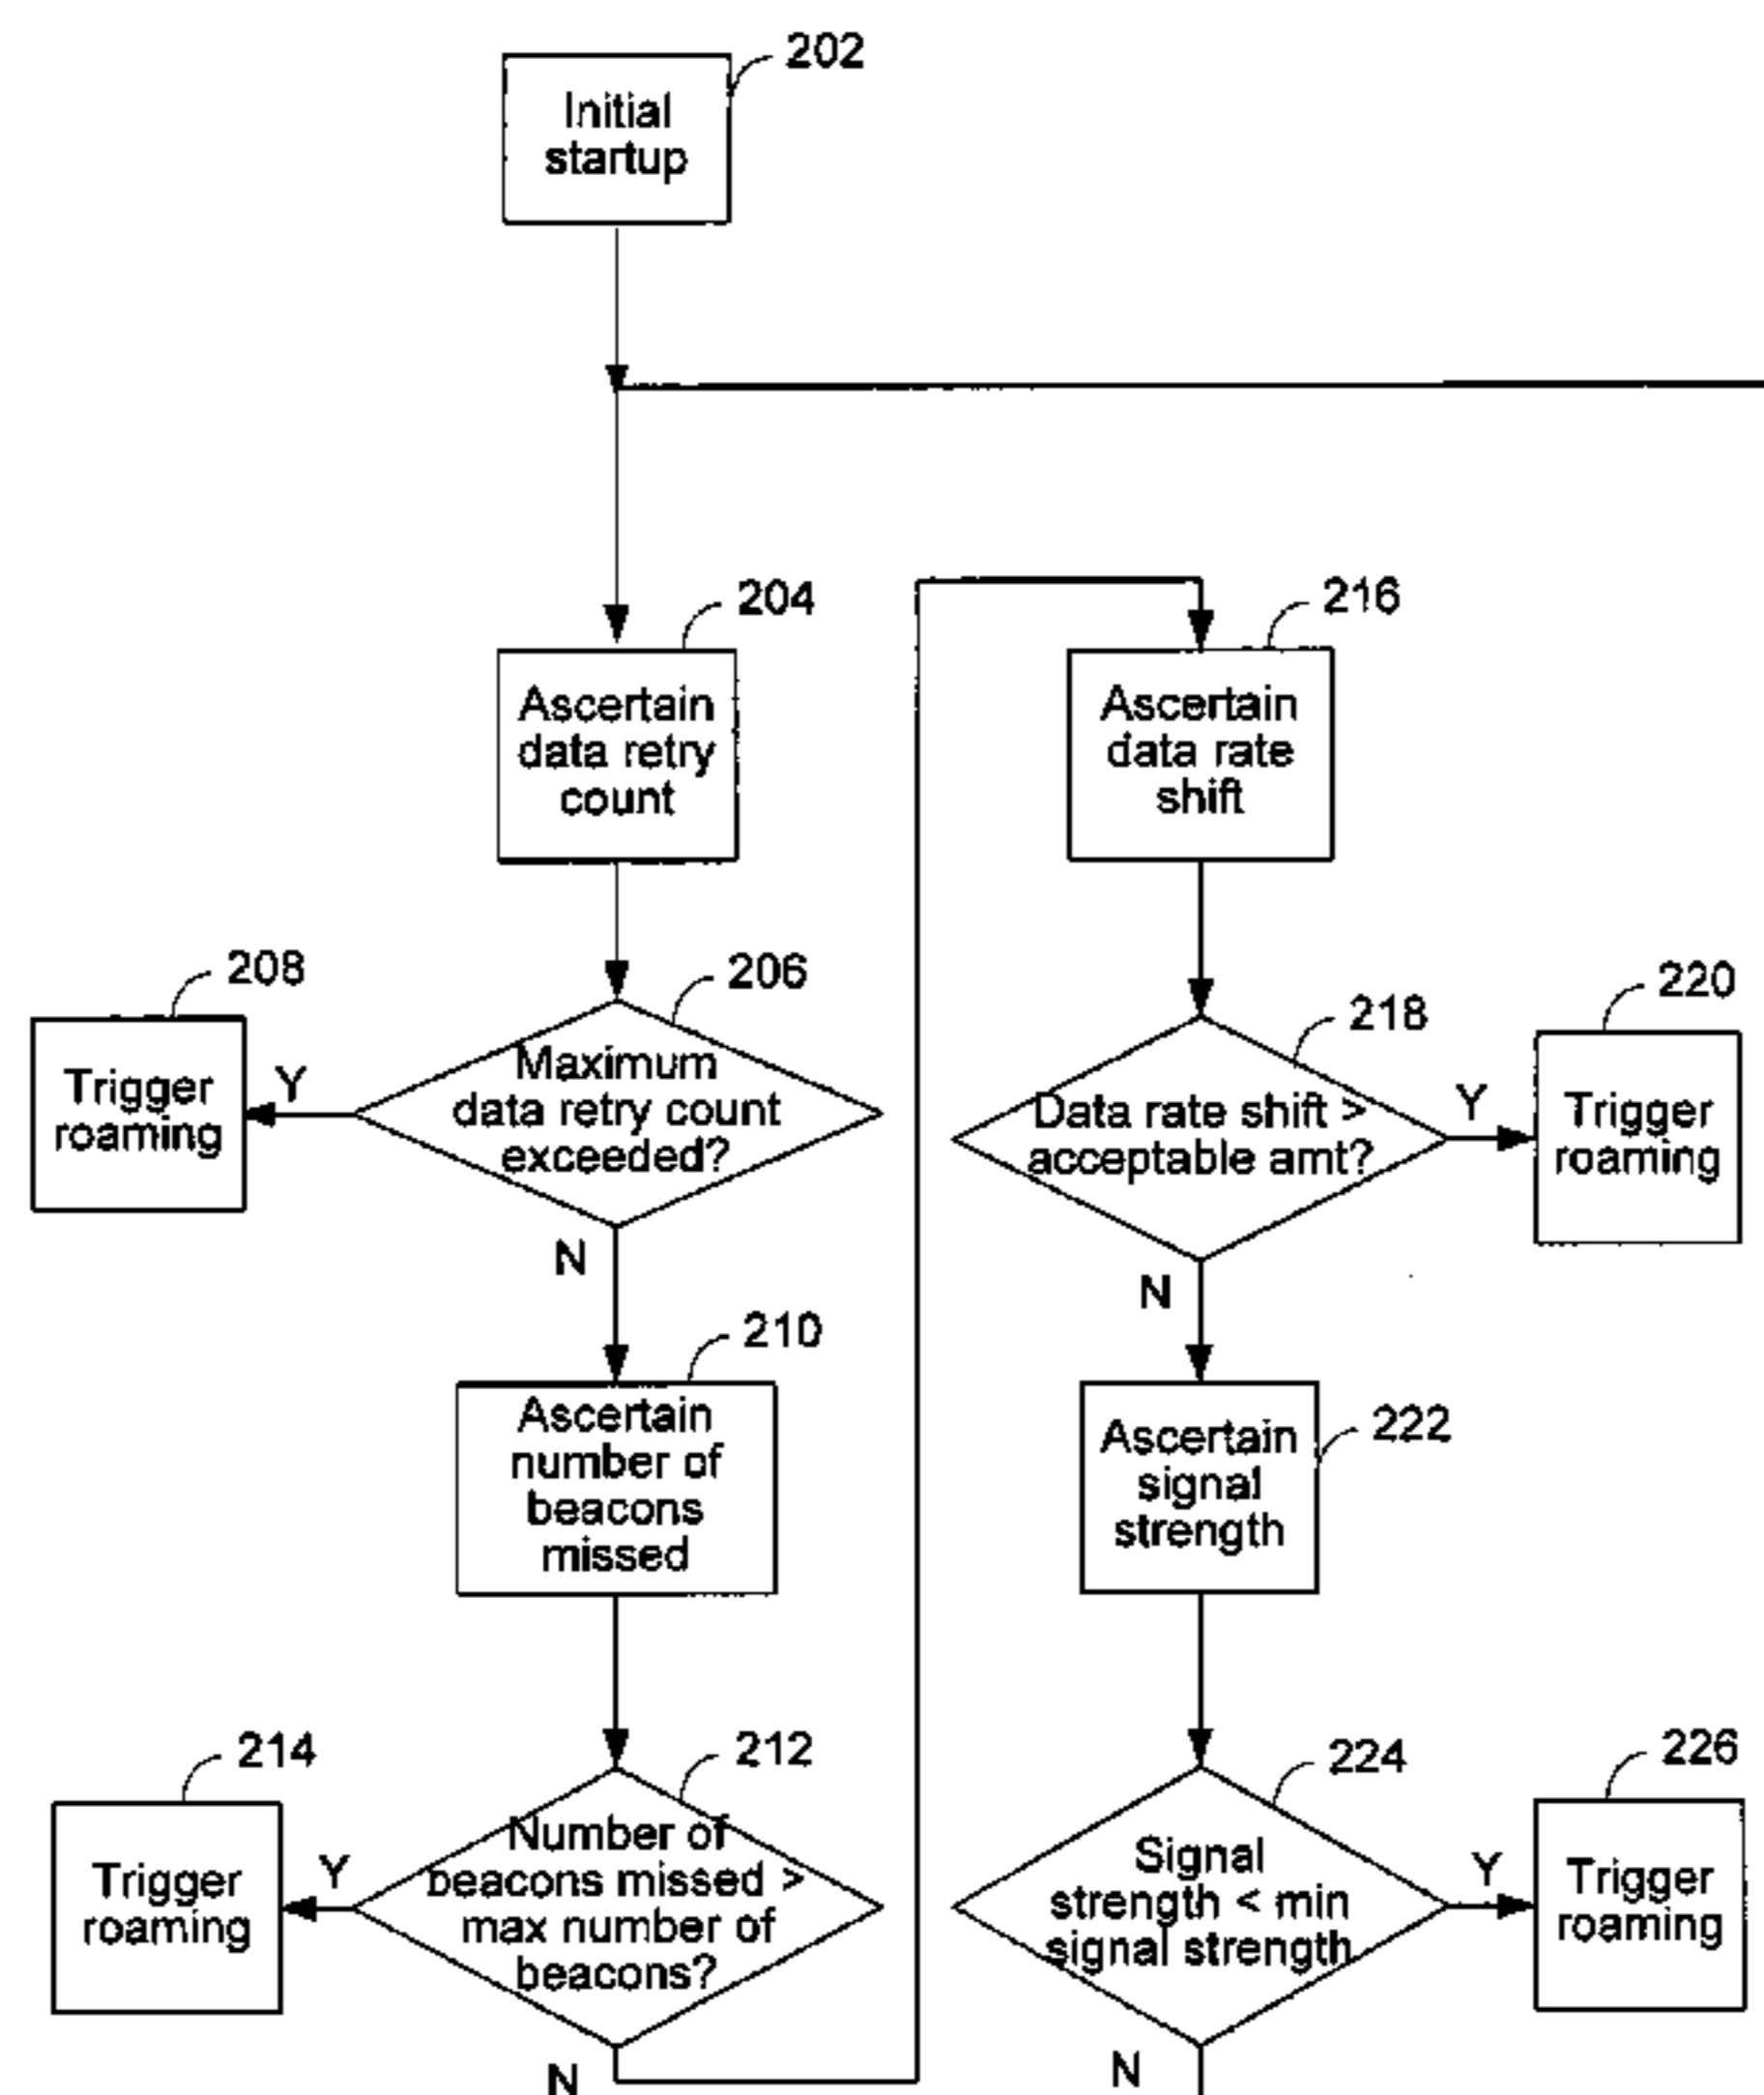 202
Initial
startup
204
Ascertain
data retry
count
206
Maximum
data retry count
exceeded?
Y
208
Trigger
roaming
N
210
Ascertain
number of
beacons
missed
212
Number of
beacons missed >
max number of
beacons?
Y
214
Trigger
roaming
N
216
Ascertain
data rate
shift
218
Data rate shift >
acceptable amt?
Y
220
Trigger
roaming
N
222
Ascertain
signal
strength
224
Signal
strength < min
signal strength
Y
226
Trigger
roaming
N